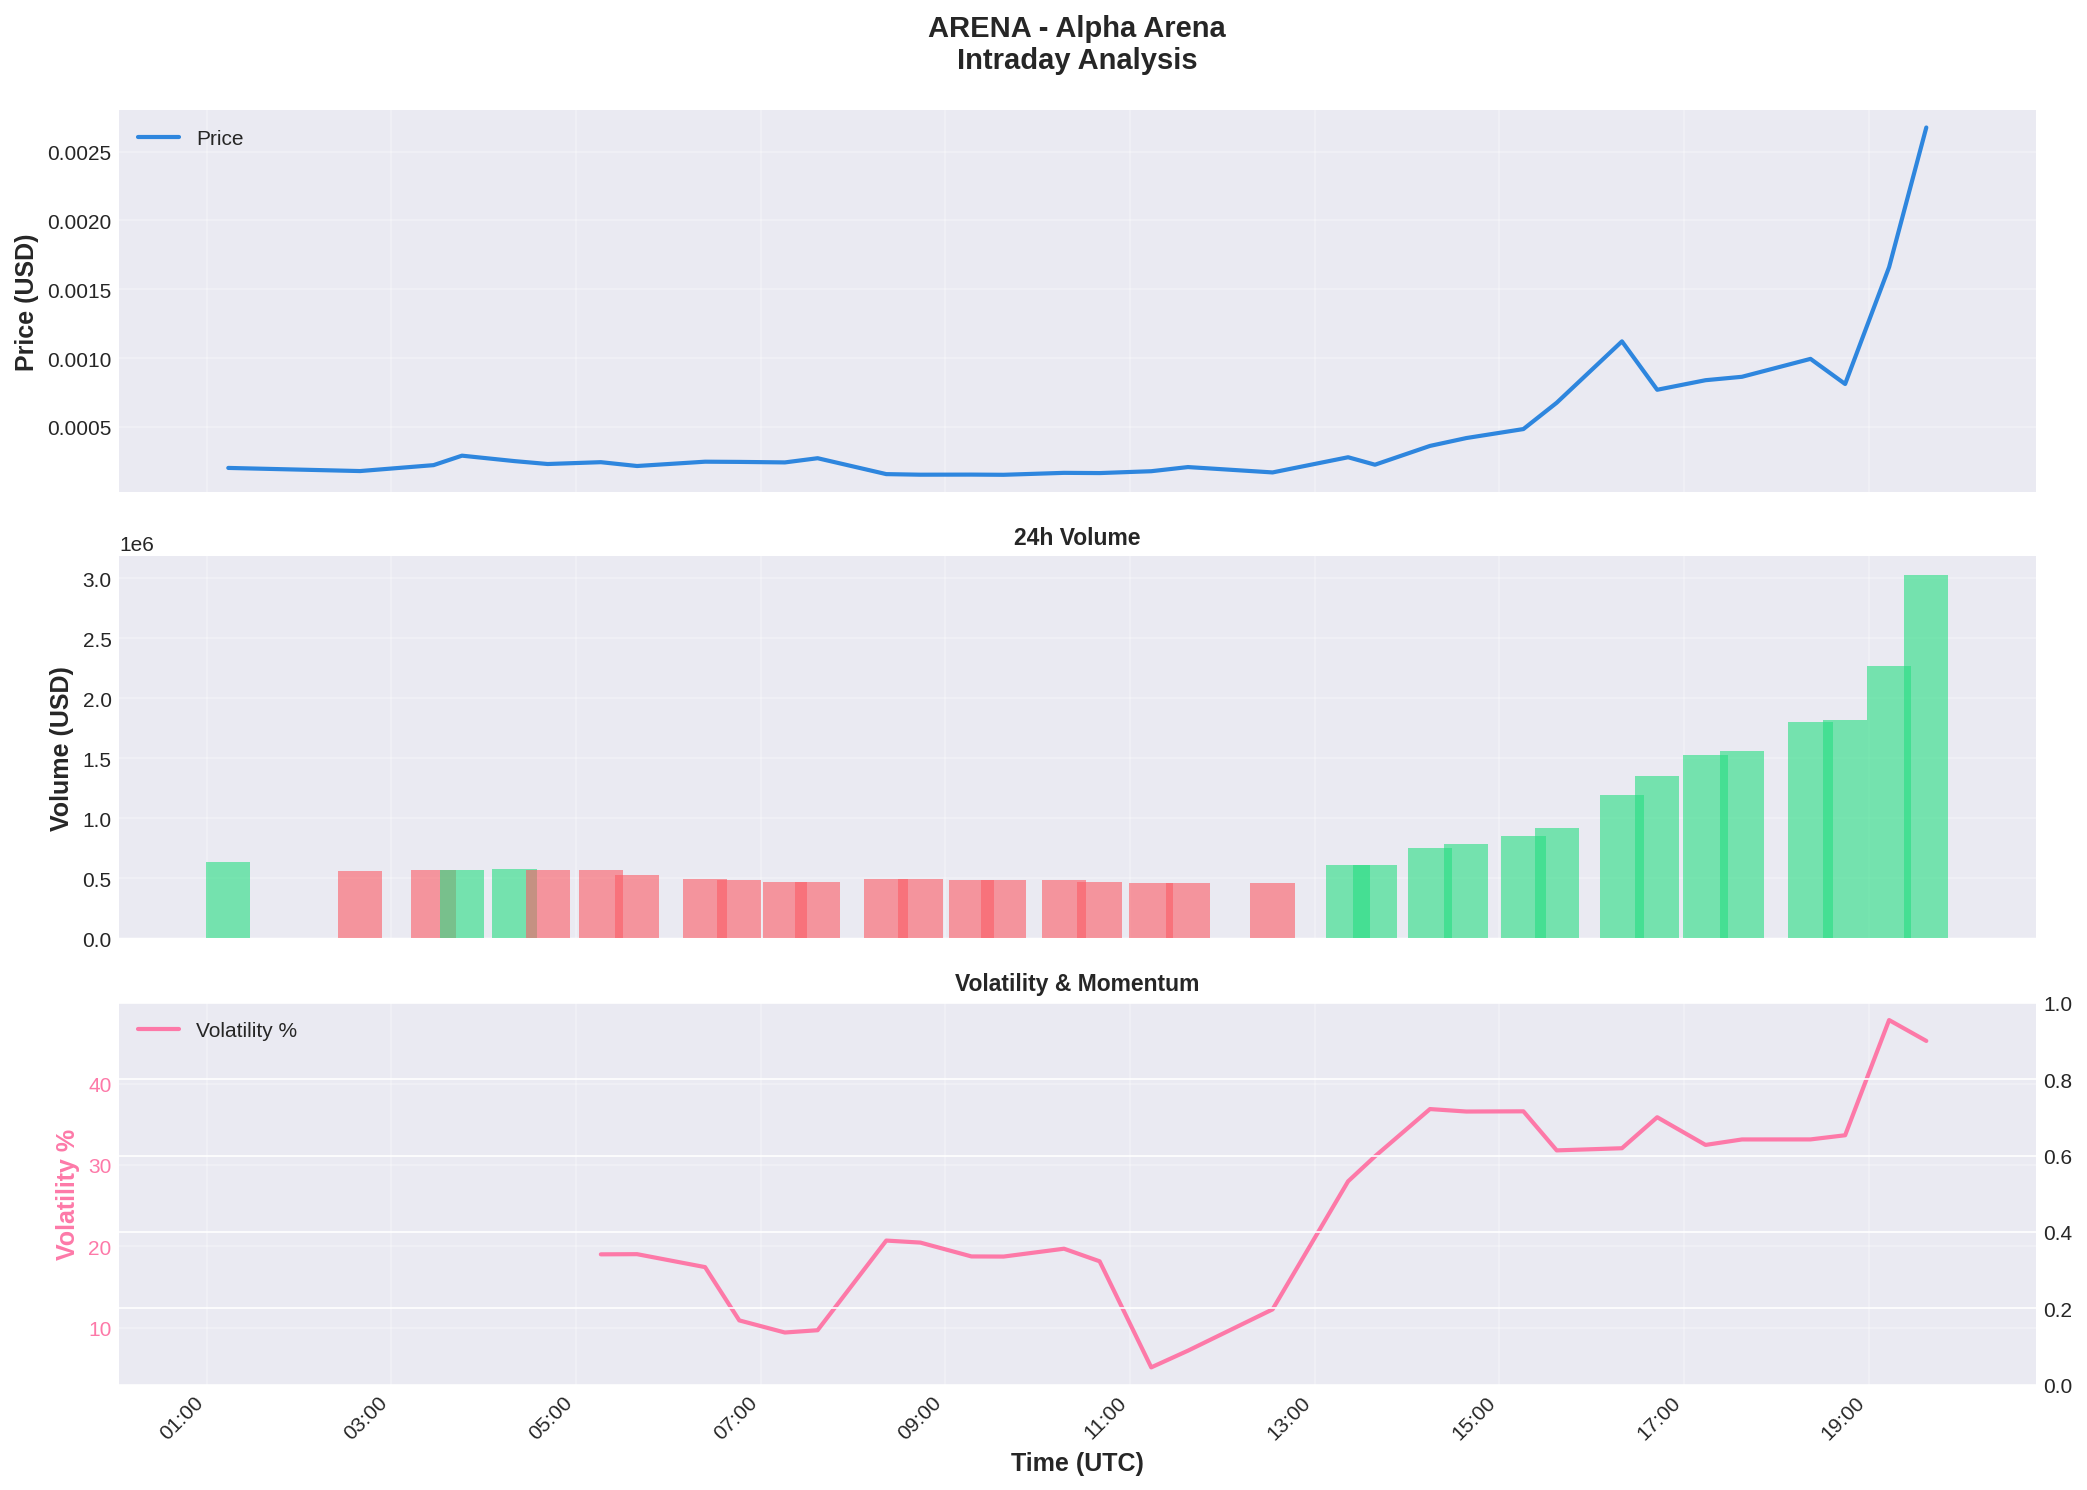 ARENA - Alpha Arena
Intraday Analysis
Price
0.0025
0.0020
0.0015
0.0010
0.0005
Price (USD)
24h Volume
1e6
3.0
2.5
2.0
1.5
1.0
0.5
0.0
Volume (USD)
Volatility & Momentum
Volatility %
40
30
20
10
Volatility %
1.0
0.8
0.6
0.4
0.2
0.0
01:00
03:00
05:00
07:00
09:00
11:00
13:00
15:00
17:00
19:00
Time (UTC)